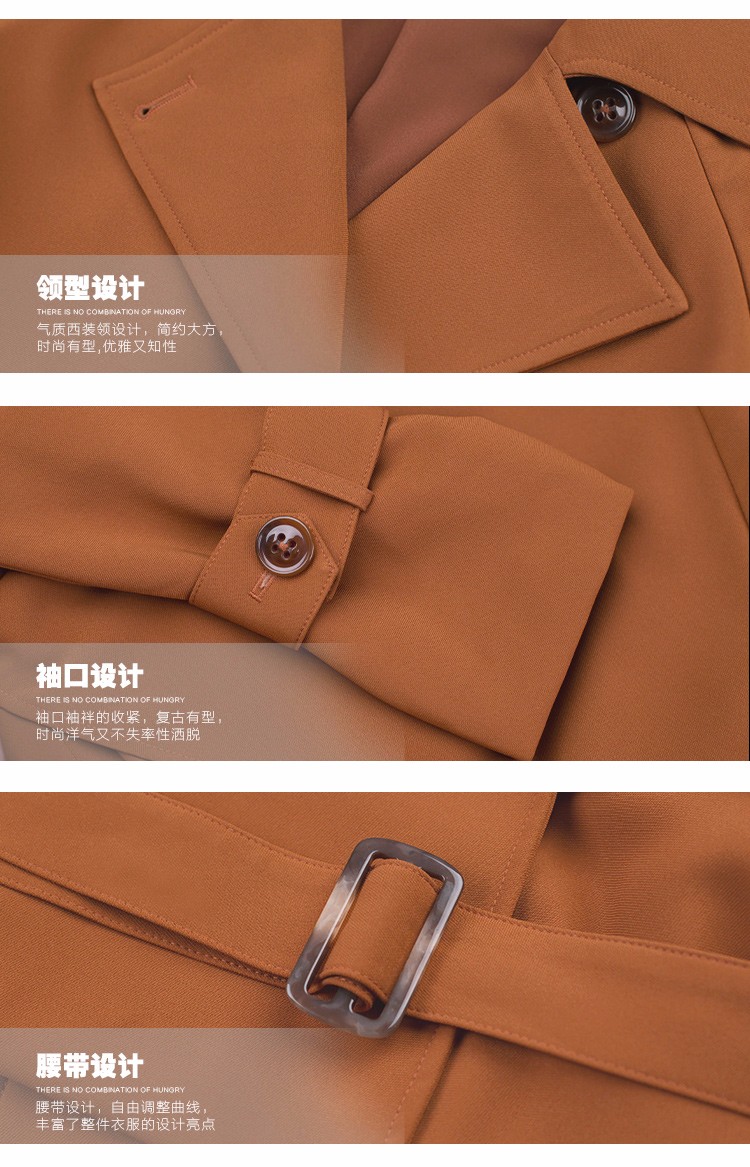 领型设计
THERE IS NO COMBINATION OF HUNGRY
气质西装领设计，简约大方，
时尚有型,优雅又知性
袖口设计
THERE IS NO COMBINATION OF HUNGRY
袖口袖袢的收紧，复古有型，
时尚洋气又不失率性洒脱
腰带设计
THERE IS NO COMBINATION OF HUNGRY
腰带设计，自由调整曲线，
丰富了整件衣服的设计亮点